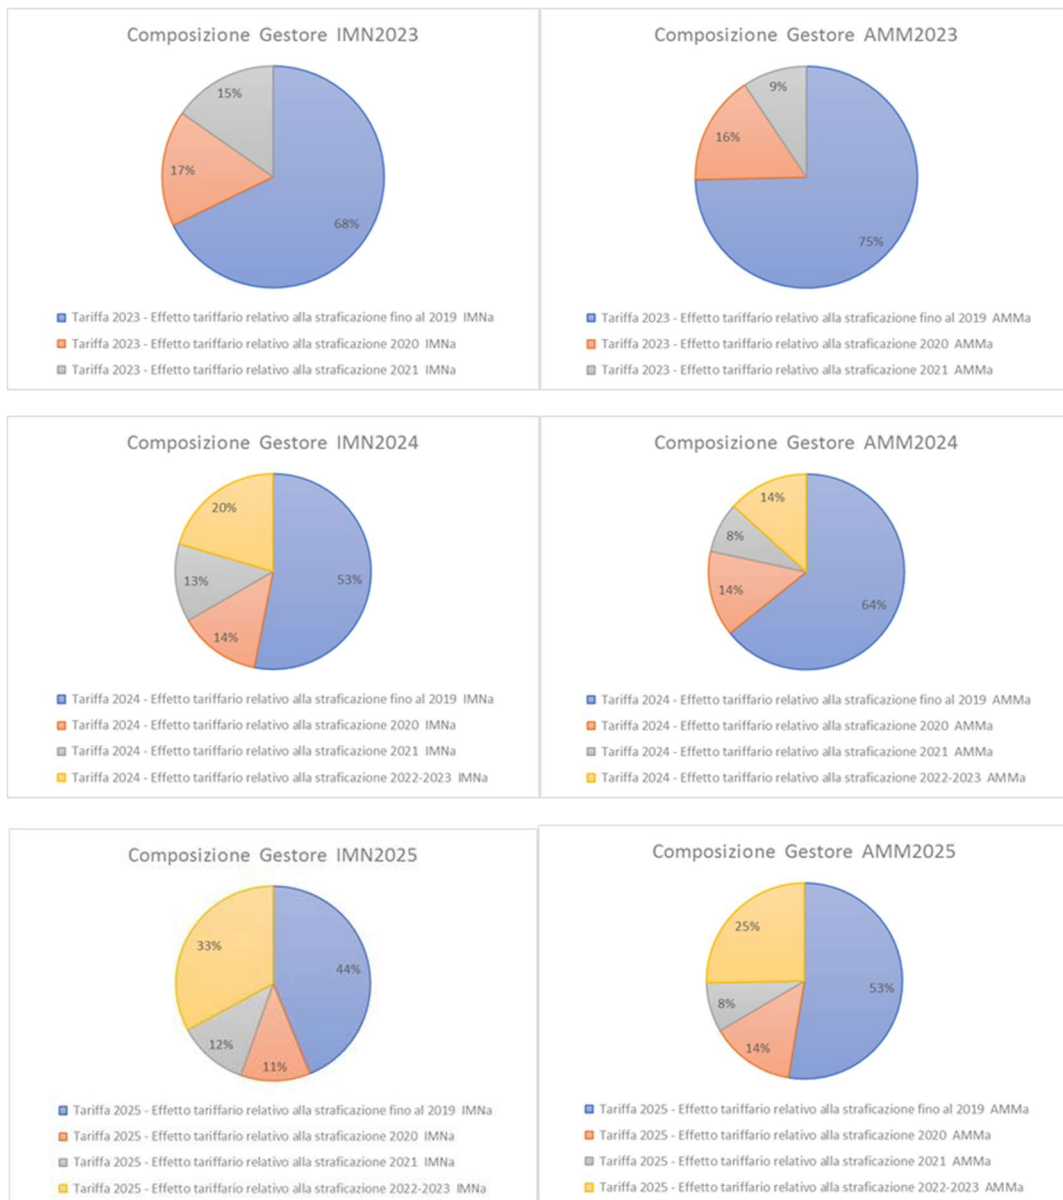 Composizione Gestore IMN2023
15%
17%
68%
Tariffa 2023 - Effetto tariffario relativo alla straficazione fino al 2019 IMNa
Tariffa 2023 - Effetto tariffario relativo alla straficazione 2020 IMNa
Tariffa 2023 - Effetto tariffario relativo alla straficazione 2021 IMNa
Composizione Gestore AMM2023
9%
16%
75%
Tariffa 2023 - Effetto tariffario relativo alla straficazione fino al 2019 AMMa
Tariffa 2023 - Effetto tariffario relativo alla straficazione 2020 AMMa
Tariffa 2023 - Effetto tariffario relativo alla straficazione 2021 AMMa
Composizione Gestore IMN2024
20%
13%
53%
14%
Tariffa 2024 - Effetto tariffario relativo alla straficazione fino al 2019 IMNa
Tariffa 2024 - Effetto tariffario relativo alla straficazione 2020 IMNa
Tariffa 2024 - Effetto tariffario relativo alla straficazione 2021 IMNa
Tariffa 2024 - Effetto tariffario relativo alla straficazione 2022-2023 IMNa
Composizione Gestore AMM2024
14%
8%
14%
64%
Tariffa 2024 - Effetto tariffario relativo alla straficazione fino al 2019 AMMa
Tariffa 2024 - Effetto tariffario relativo alla straficazione 2020 AMMa
Tariffa 2024 - Effetto tariffario relativo alla straficazione 2021 AMMa
Tariffa 2024 - Effetto tariffario relativo alla straficazione 2022-2023 AMMa
Composizione Gestore IMN2025
33%
44%
12%
11%
Tariffa 2025 - Effetto tariffario relativo alla straficazione fino al 2019 IMNa
Tariffa 2025 - Effetto tariffario relativo alla straficazione 2020 IMNa
Tariffa 2025 - Effetto tariffario relativo alla straficazione 2021 IMNa
Tariffa 2025 - Effetto tariffario relativo alla straficazione 2022-2023 IMNa
Composizione Gestore AMM2025
25%
53%
8%
14%
Tariffa 2025 - Effetto tariffario relativo alla straficazione fino al 2019 AMMa
Tariffa 2025 - Effetto tariffario relativo alla straficazione 2020 AMMa
Tariffa 2025 - Effetto tariffario relativo alla straficazione 2021 AMMa
Tariffa 2025 - Effetto tariffario relativo alla straficazione 2022-2023 AMMa